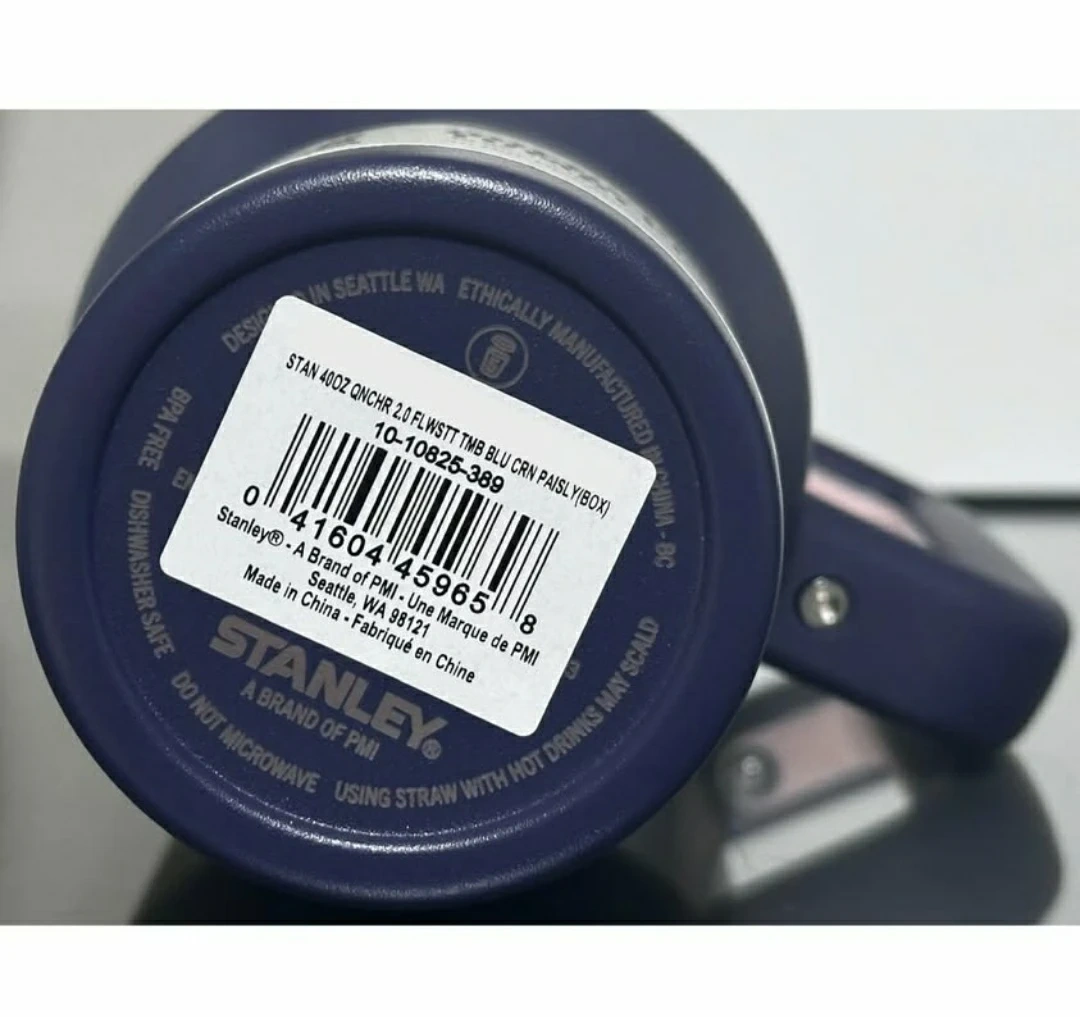 STAN 40OZ QNCHR 2.0 FLWSTT TMB BLU CRN PAISLY(BOX)
10-10825-389
0 41604 45965 8
Stanley® - A Brand of PMI - Une Marque de PMI
Seattle, WA 98121
Made in China - Fabriqué en Chine
IN SEATTLE WA
ETHICALLY MANUFACTURED IN CHINA - BC
BPA FREE
DISHWASHER SAFE
STANLEY®
A BRAND OF PMI
DO NOT MICROWAVE
USING STRAW WITH HOT DRINKS MAY SCALD